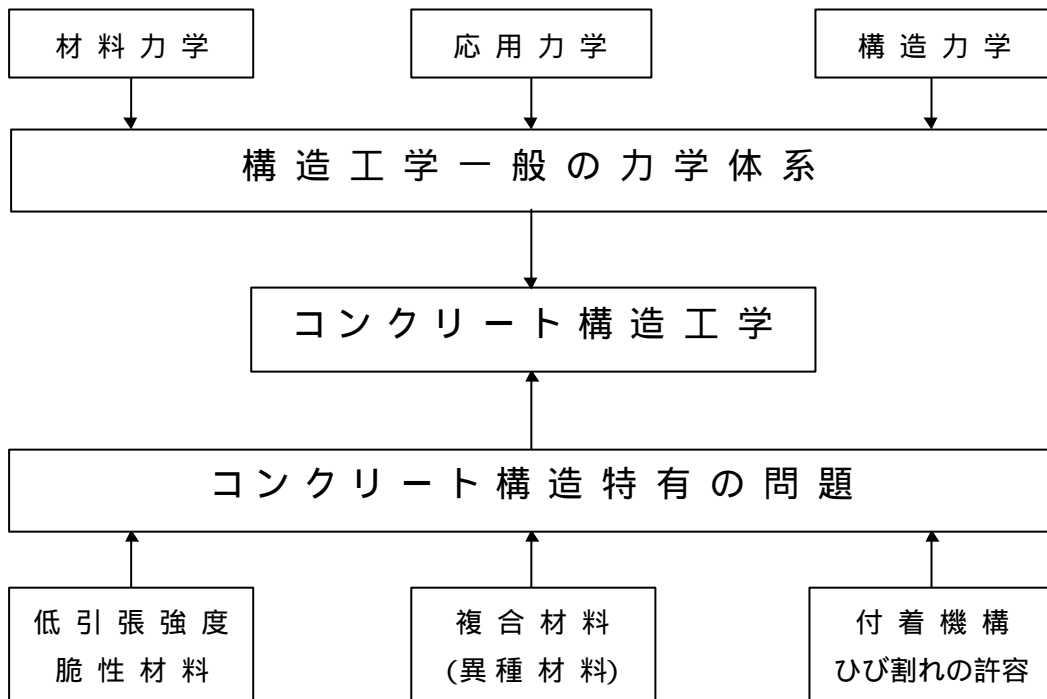 材料力学
応用力学
構造力学
構造工学一般の力学体系
コンクリート構造工学
コンクリート構造特有の問題
低引張強度
脆性材料
複合材料
(異種材料)
付着機構
ひび割れの許容